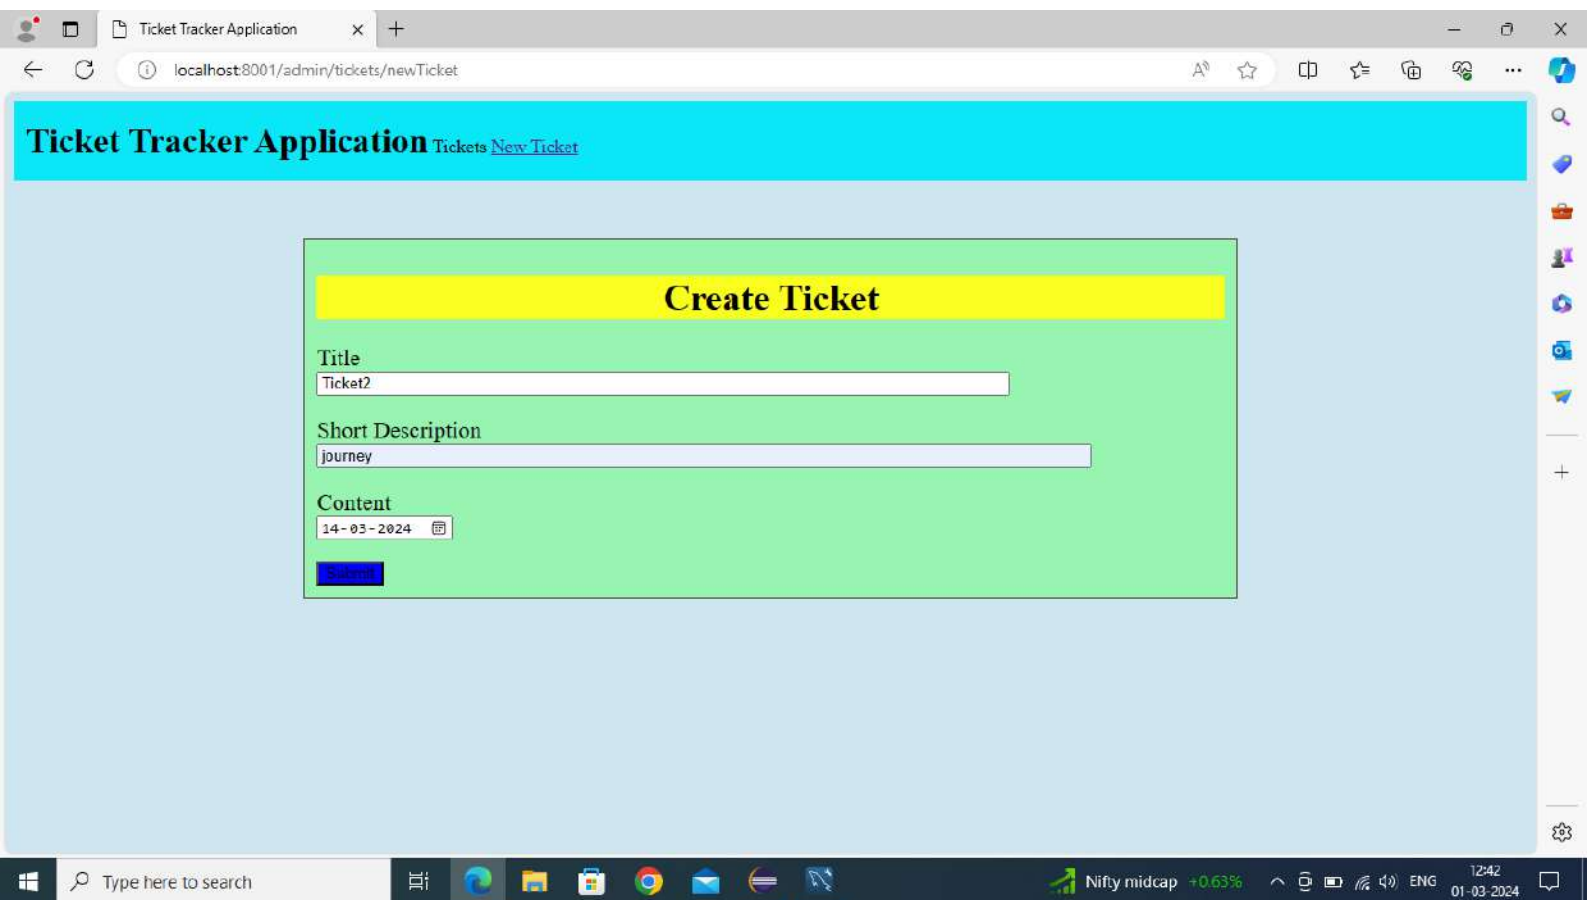 Ticket Tracker Application
localhost:8001/admin/tickets/newTicket
Ticket Tracker Application Tickets New Ticket
Create Ticket
Title
Ticket2
Short Description
journey
Content
14-03-2024
Submit
Type here to search
Nifty midcap +0.63%
ENG
12:42
01-03-2024